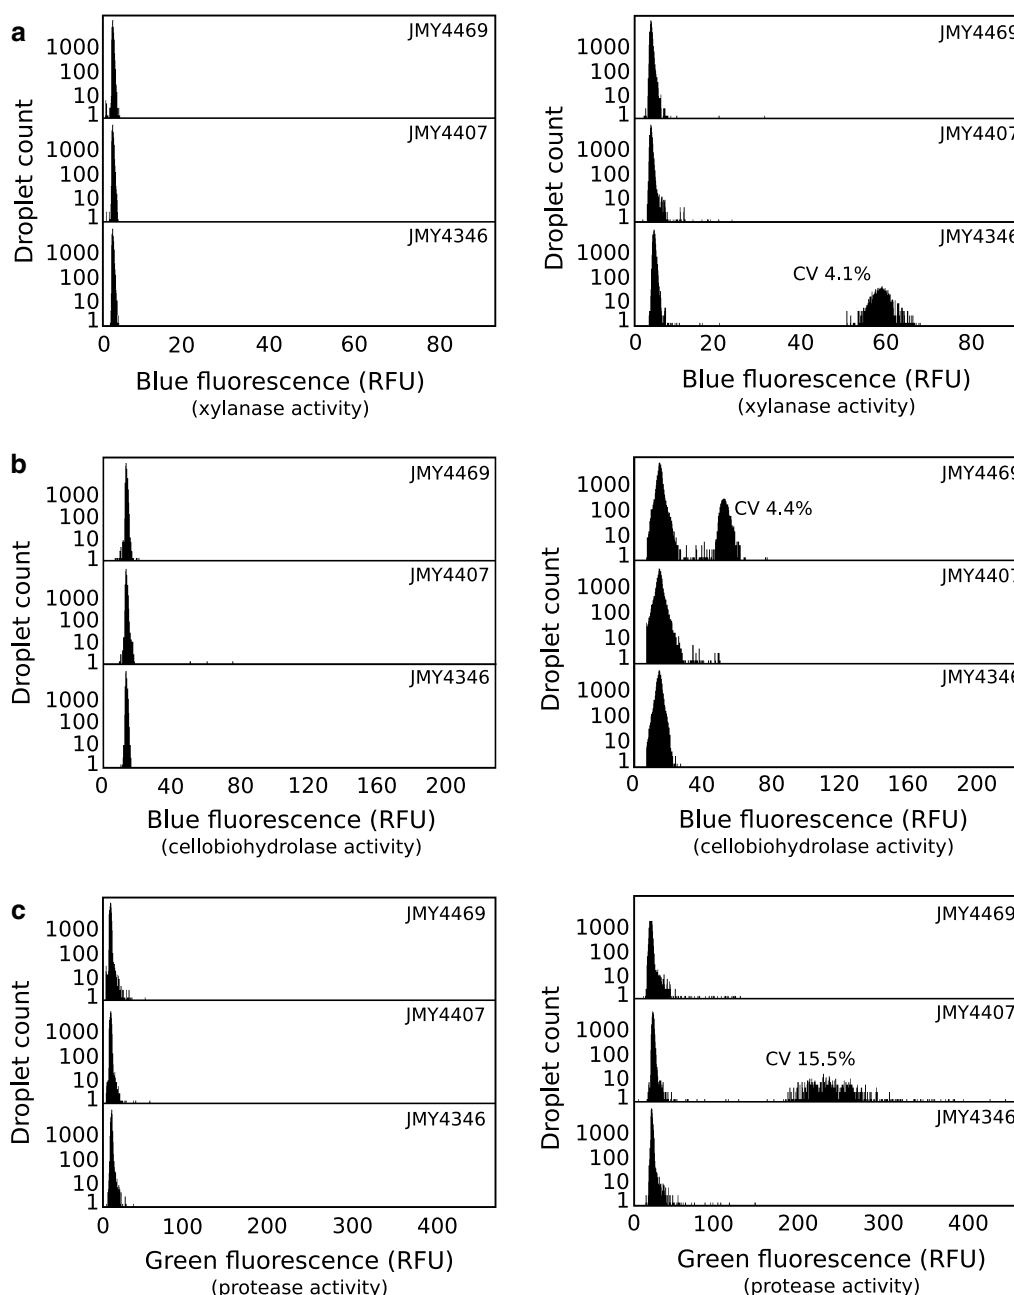 a
Droplet count
JMY4469
1000
100
10
1
JMY4407
1000
100
10
1
JMY4346
1000
100
10
1
0 20 40 60 80
Blue fluorescence (RFU)
(xylanase activity)
Droplet count
JMY4469
1000
100
10
1
JMY4407
1000
100
10
1
JMY4346
CV 4.1%
1000
100
10
1
0 20 40 60 80
Blue fluorescence (RFU)
(xylanase activity)
b
Droplet count
JMY4469
1000
100
10
1
JMY4407
1000
100
10
1
JMY4346
1000
100
10
1
0 40 80 120 160 200
Blue fluorescence (RFU)
(cellobiohydrolase activity)
Droplet count
JMY4469
CV 4.4%
1000
100
10
1
JMY4407
1000
100
10
1
JMY4346
1000
100
10
1
0 40 80 120 160 200
Blue fluorescence (RFU)
(cellobiohydrolase activity)
c
Droplet count
JMY4469
1000
100
10
1
JMY4407
1000
100
10
1
JMY4346
1000
100
10
1
0 100 200 300 400
Green fluorescence (RFU)
(protease activity)
Droplet count
JMY4469
1000
100
10
1
JMY4407
CV 15.5%
1000
100
10
1
JMY4346
1000
100
10
1
0 100 200 300 400
Green fluorescence (RFU)
(protease activity)